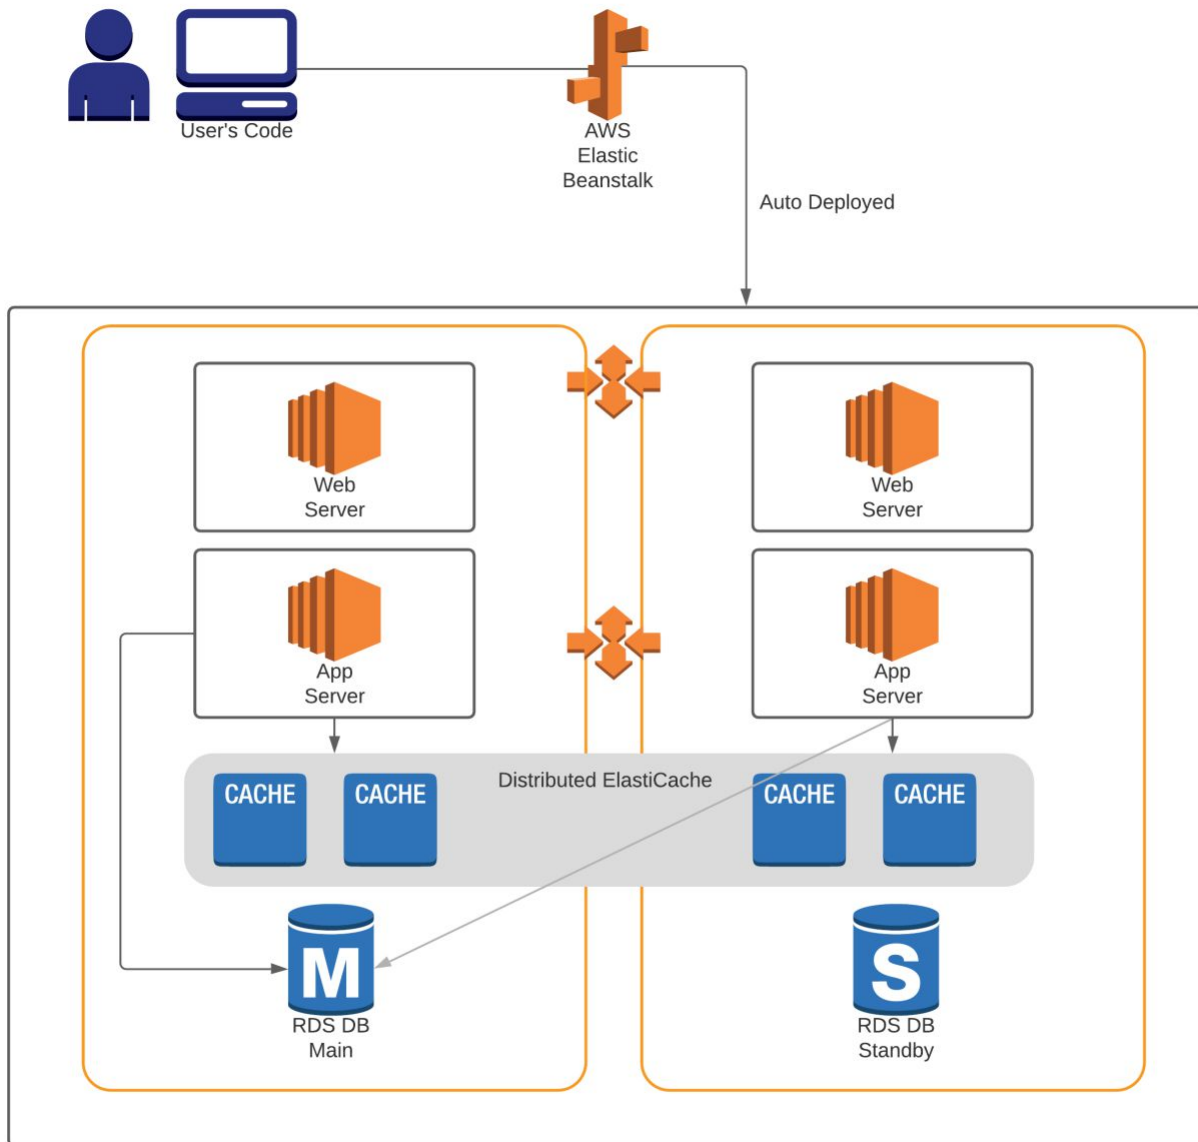 User's Code
AWS
Elastic
Beanstalk
Auto Deployed
Web
Server
Web
Server
App
Server
App
Server
Distributed ElastiCache
CACHE
CACHE
CACHE
CACHE
M
S
RDS DB
Main
RDS DB
Standby